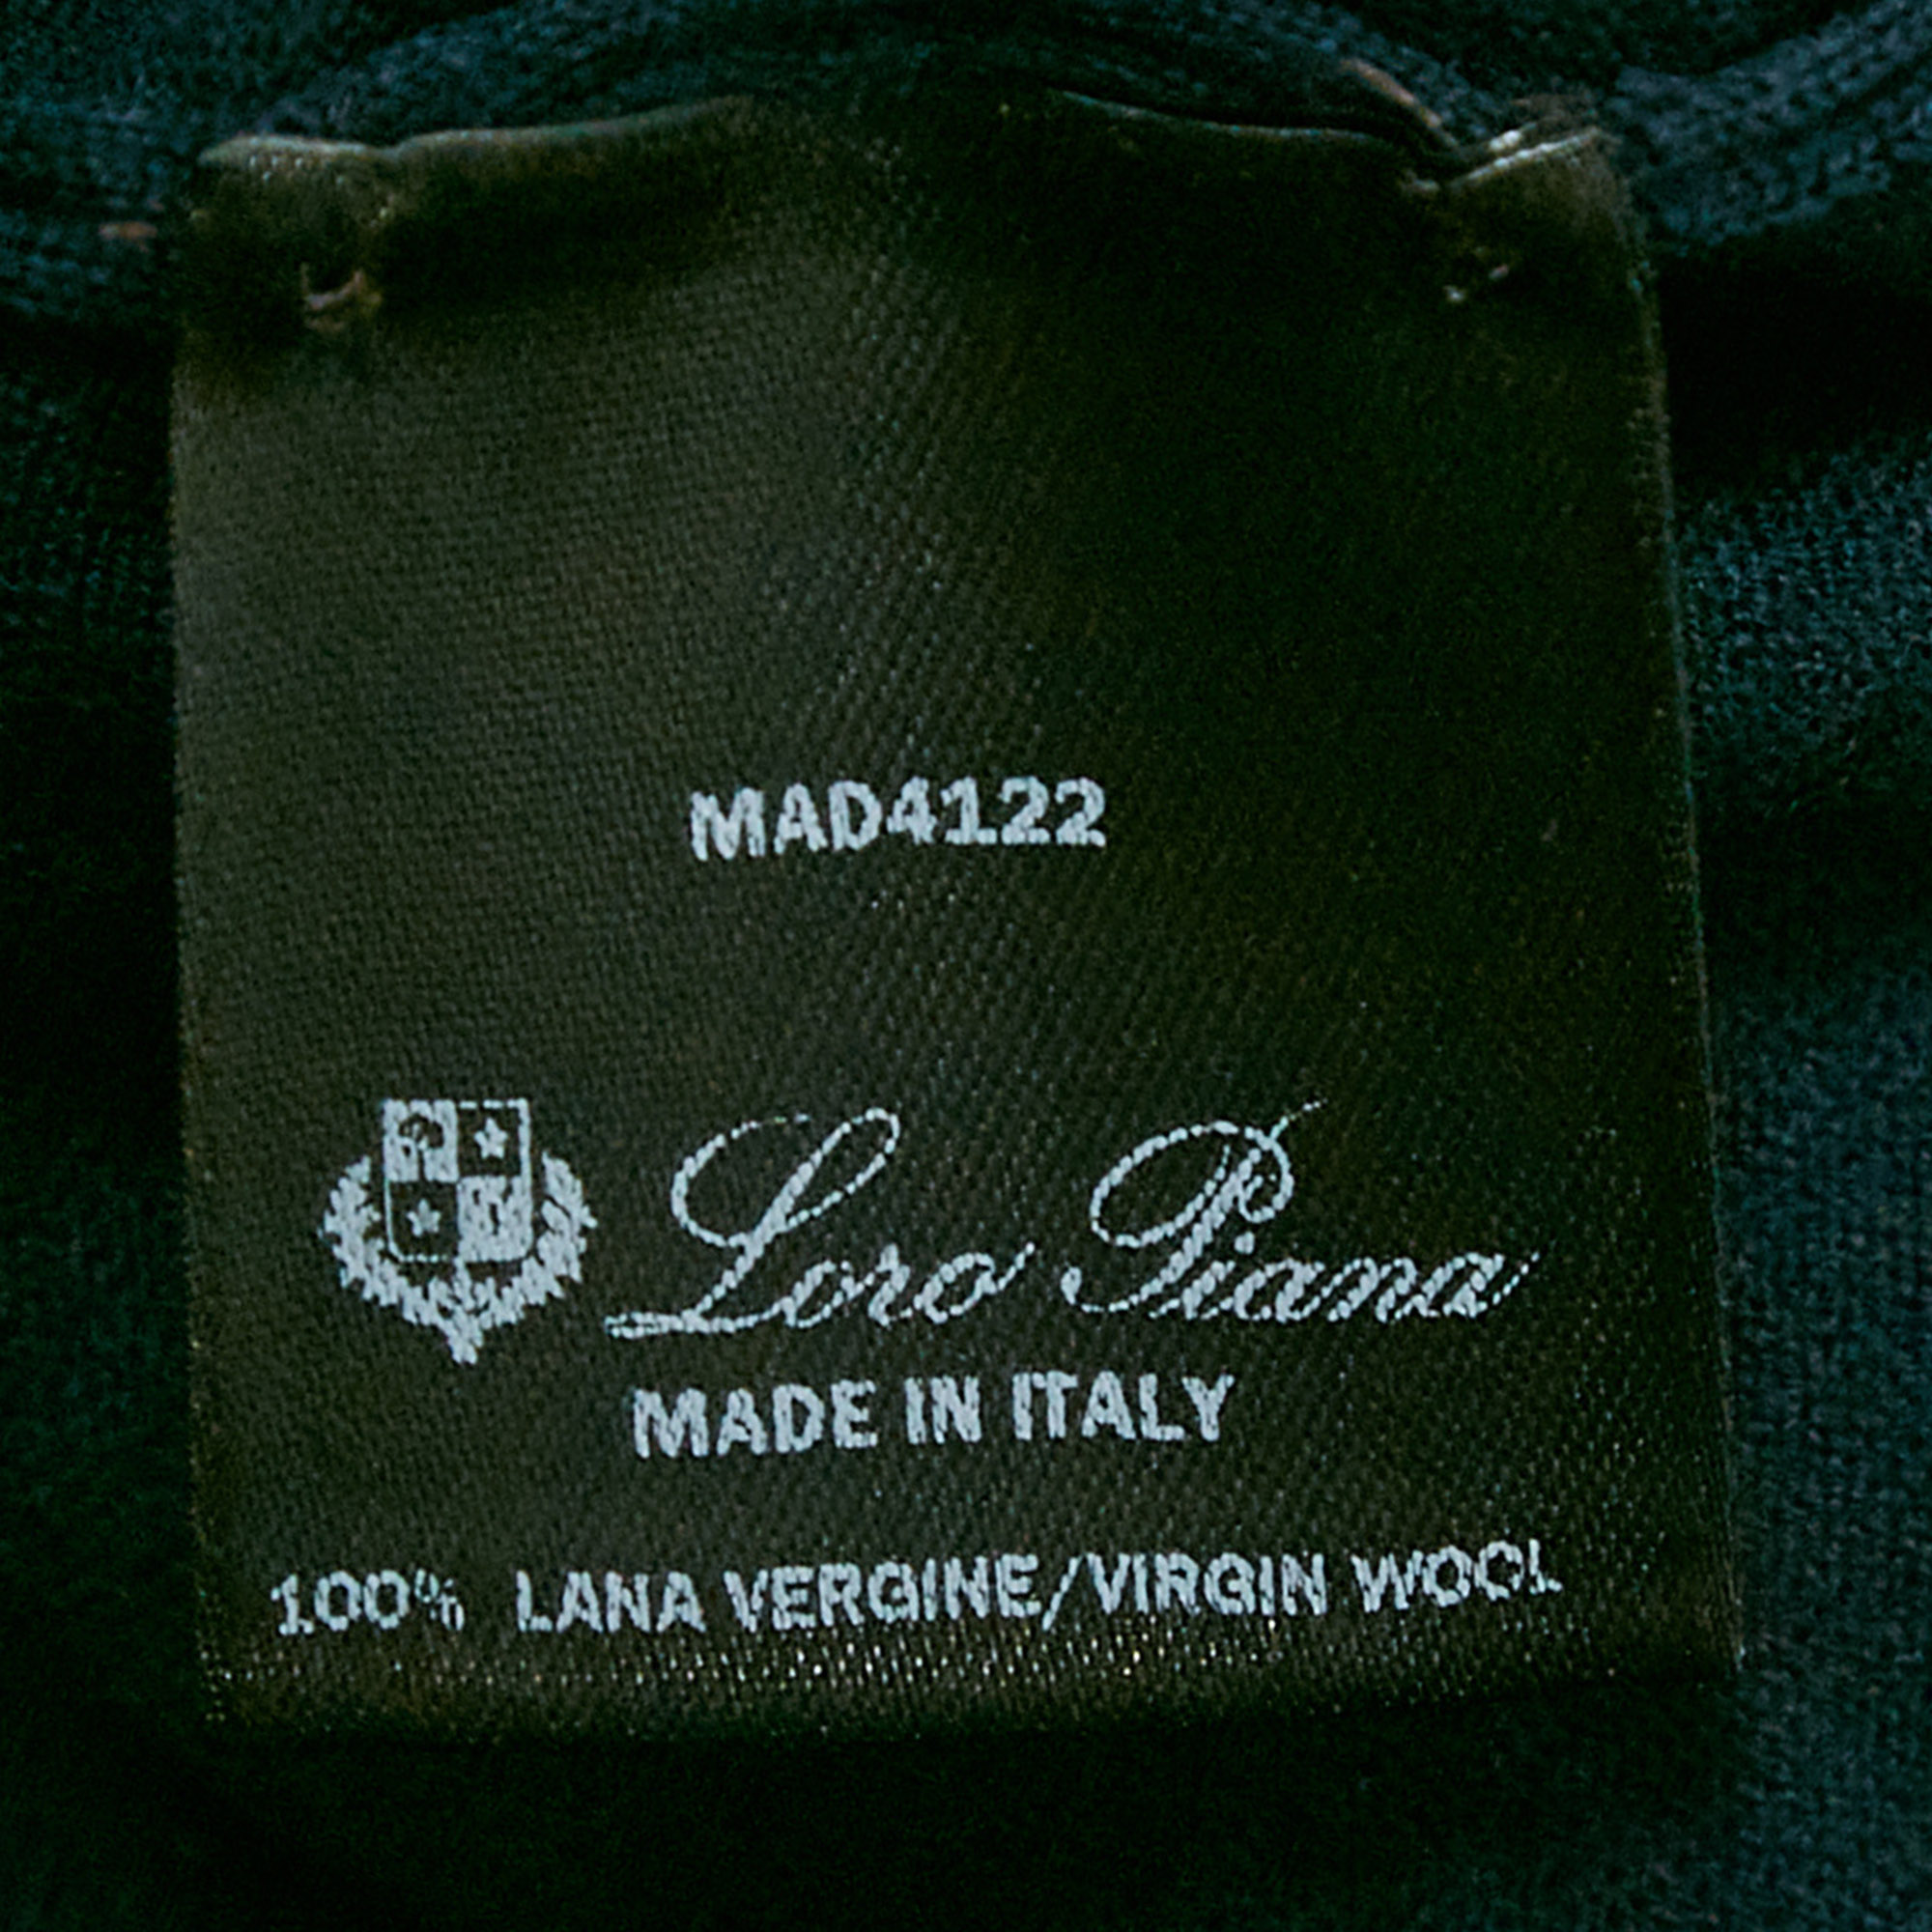 MAD4122
Loro Piana
MADE IN ITALY
100% LANA VERGINE/VIRGIN WOOL